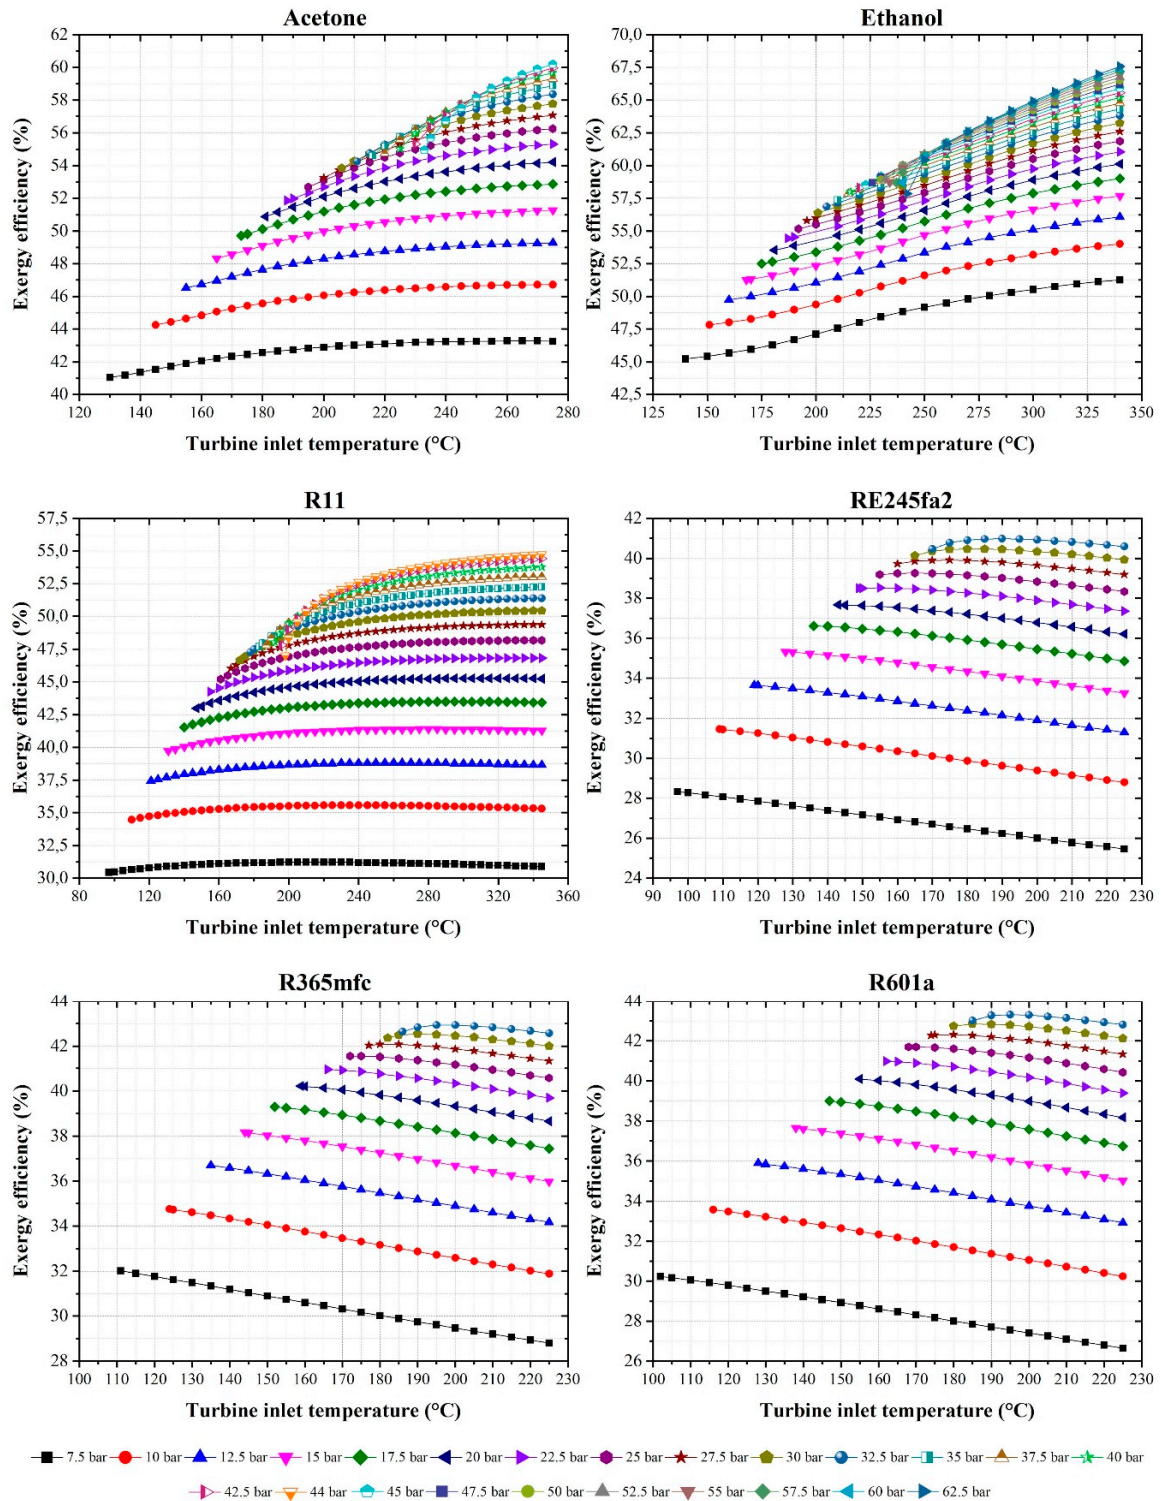 Acetone
Ethanol
62
60
58
56
54
52
50
48
46
44
42
40
Exergy efficiency (%)
120 140 160 180 200 220 240 260 280
Turbine inlet temperature (°C)
70,0
67,5
65,0
62,5
60,0
57,5
55,0
52,5
50,0
47,5
45,0
42,5
Exergy efficiency (%)
125 150 175 200 225 250 275 300 325 350
Turbine inlet temperature (°C)
R11
RE245fa2
57,5
55,0
52,5
50,0
47,5
45,0
42,5
40,0
37,5
35,0
32,5
30,0
Exergy efficiency (%)
80 120 160 200 240 280 320 360
Turbine inlet temperature (°C)
42
40
38
36
34
32
30
28
26
24
Exergy efficiency (%)
90 100 110 120 130 140 150 160 170 180 190 200 210 220 230
Turbine inlet temperature (°C)
R365mfc
R601a
44
42
40
38
36
34
32
30
28
Exergy efficiency (%)
100 110 120 130 140 150 160 170 180 190 200 210 220 230
Turbine inlet temperature (°C)
44
42
40
38
36
34
32
30
28
26
Exergy efficiency (%)
100 110 120 130 140 150 160 170 180 190 200 210 220 230
Turbine inlet temperature (°C)
7.5 bar 10 bar 12.5 bar 15 bar 17.5 bar 20 bar 22.5 bar 25 bar 27.5 bar 30 bar 32.5 bar 35 bar 37.5 bar 40 bar
42.5 bar 44 bar 45 bar 47.5 bar 50 bar 52.5 bar 55 bar 57.5 bar 60 bar 62.5 bar